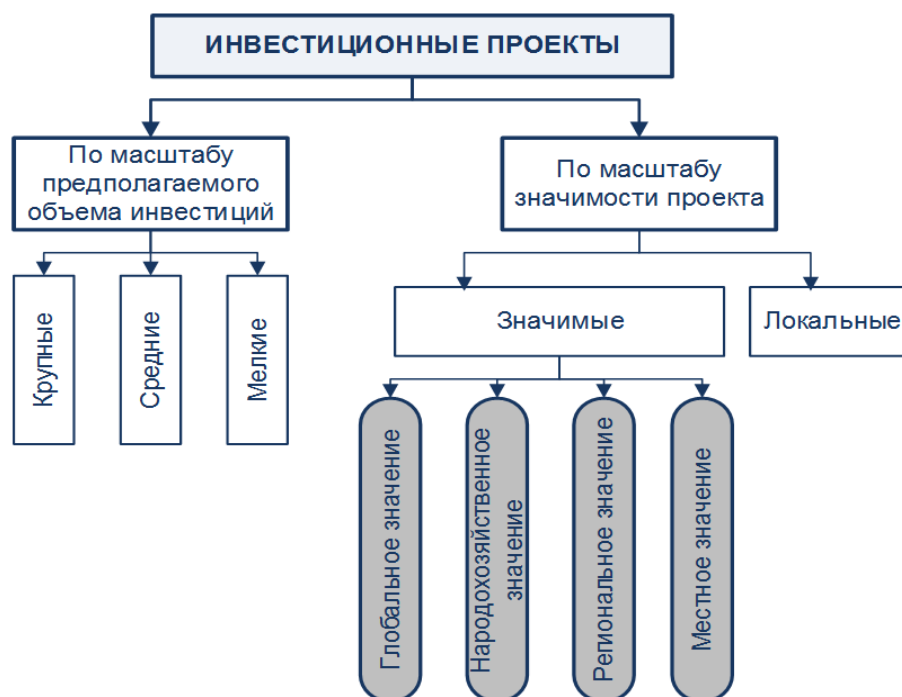 ИНВЕСТИЦИОННЫЕ ПРОЕКТЫ
По масштабу
предполагаемого
объема инвестиций
По масштабу
значимости проекта
Крупные
Средние
Мелкие
Значимые
Локальные
Глобальное значение
Народохозяйственное
значение
Региональное значение
Местное значение